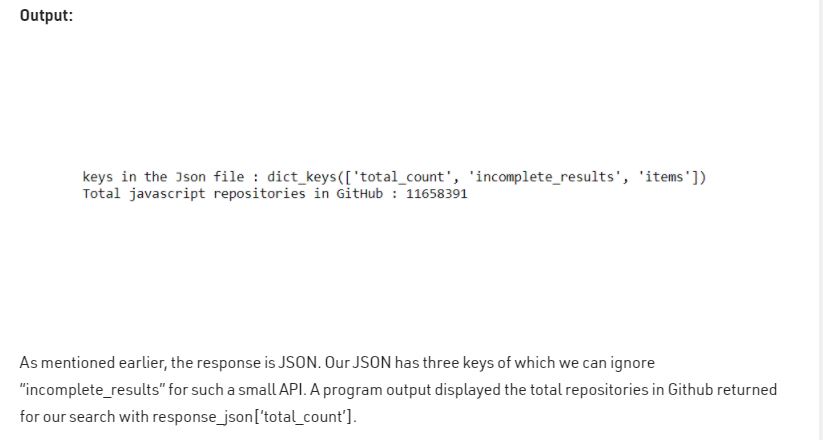 Output:
keys in the Json file : dict_keys(['total_count', 'incomplete_results', 'items'])
Total javascript repositories in GitHub : 11658391
As mentioned earlier, the response is JSON. Our JSON has three keys of which we can ignore
“incomplete_results” for such a small API. A program output displayed the total repositories in Github returned
for our search with response_json[‘total_count’].